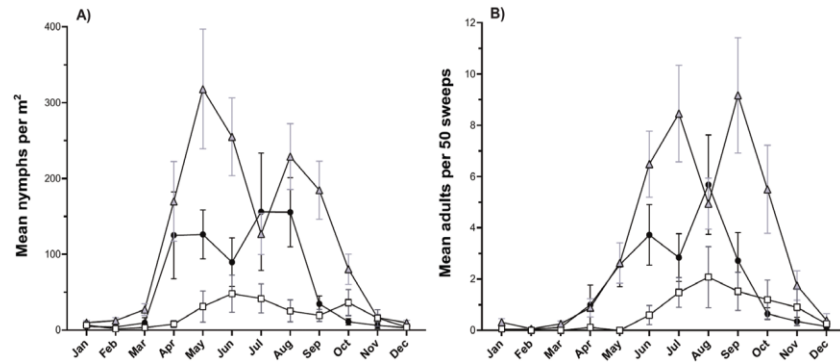 A)
Mean nymphs per m²
400
300
200
100
0
Jan Feb Mar Apr May Jun Jul Aug Sep Oct Nov Dec
B)
Mean adults per 50 sweeps
12
10
8
6
4
2
0
Jan Feb Mar Apr May Jun Jul Aug Sep Oct Nov Dec